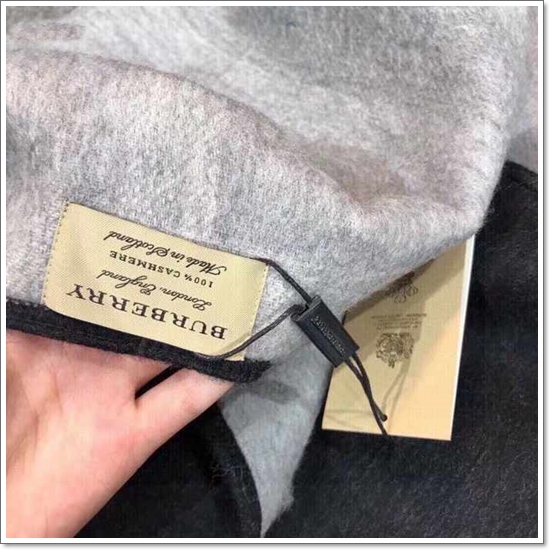 BURBERRY
London, England
100% CASHMERE
Made in Scotland